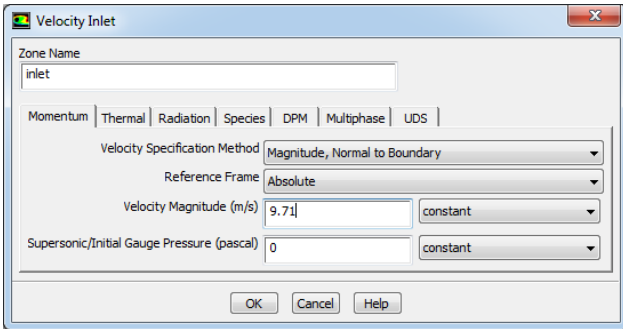 Velocity Inlet
Zone Name
inlet
Momentum Thermal Radiation Species DPM Multiphase UDS
Velocity Specification Method Magnitude, Normal to Boundary
Reference Frame Absolute
Velocity Magnitude (m/s) 9.71 constant
Supersonic/Initial Gauge Pressure (pascal) 0 constant
OK Cancel Help